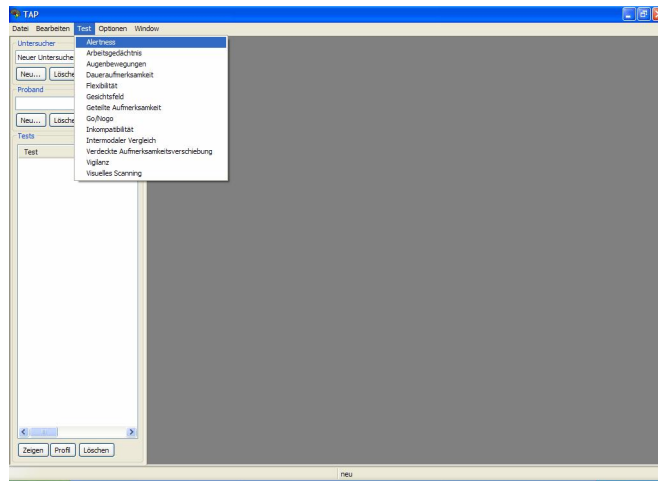 TAP
Datei Bearbeiten Test Optionen Window
Untersucher
Neuer Untersuche
Neu... Lösche
Proband
Neu... Lösche
Tests
Test
Alertness
Arbeitsgedächtnis
Augenbewegungen
Daueraufmerksamkeit
Flexibilität
Gesichtsfeld
Geteilte Aufmerksamkeit
Go/Nogo
Inkompatibilität
Intermodaler Vergleich
Verdeckte Aufmerksamkeitsverschiebung
Vigilanz
Visuelles Scanning
Zeigen Profil Löschen
neu